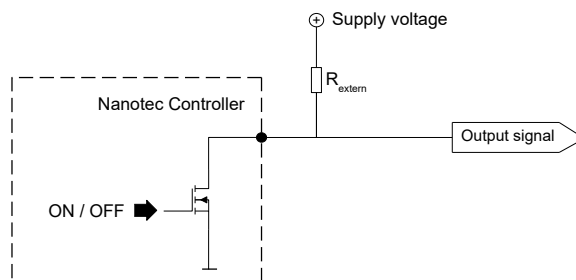 Supply voltage
R extern
Nanotec Controller
Output signal
ON / OFF